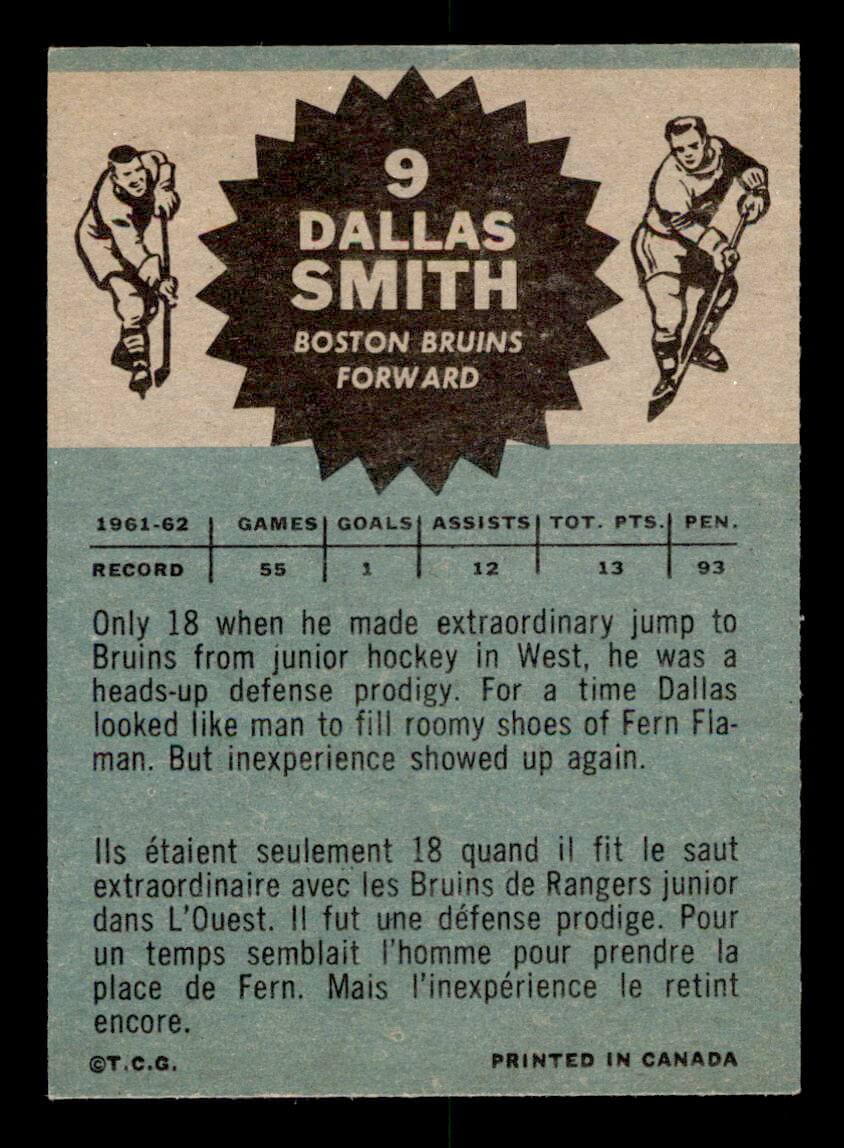 9
DALLAS
SMITH
BOSTON BRUINS
FORWARD
1961-62 GAMES GOALS ASSISTS TOT. PTS. PEN.
RECORD 55 1 12 13 93
Only 18 when he made extraordinary jump to
Bruins from junior hockey in West, he was a
heads-up defense prodigy. For a time Dallas
looked like man to fill roomy shoes of Fern Fla-
man. But inexperience showed up again.
Ils étaient seulement 18 quand il fit le saut
extraordinaire avec les Bruins de Rangers junior
dans L'Ouest. Il fut une défense prodige. Pour
un temps semblait l'homme pour prendre la
place de Fern. Mais l'inexpérience le retint
encore.
©T.C.G. PRINTED IN CANADA